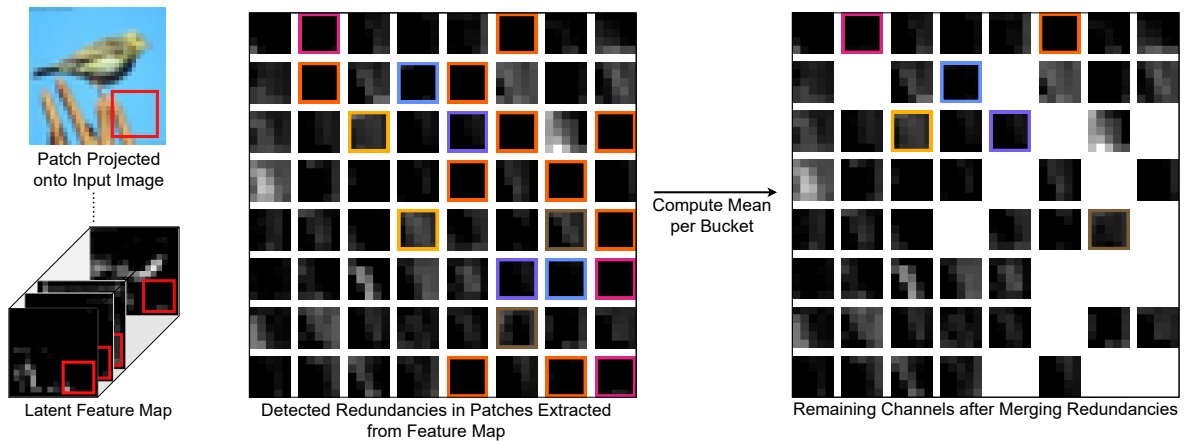 Patch Projected
onto Input Image
Latent Feature Map
Detected Redundancies in Patches Extracted
from Feature Map
Compute Mean
per Bucket
Remaining Channels after Merging Redundancies